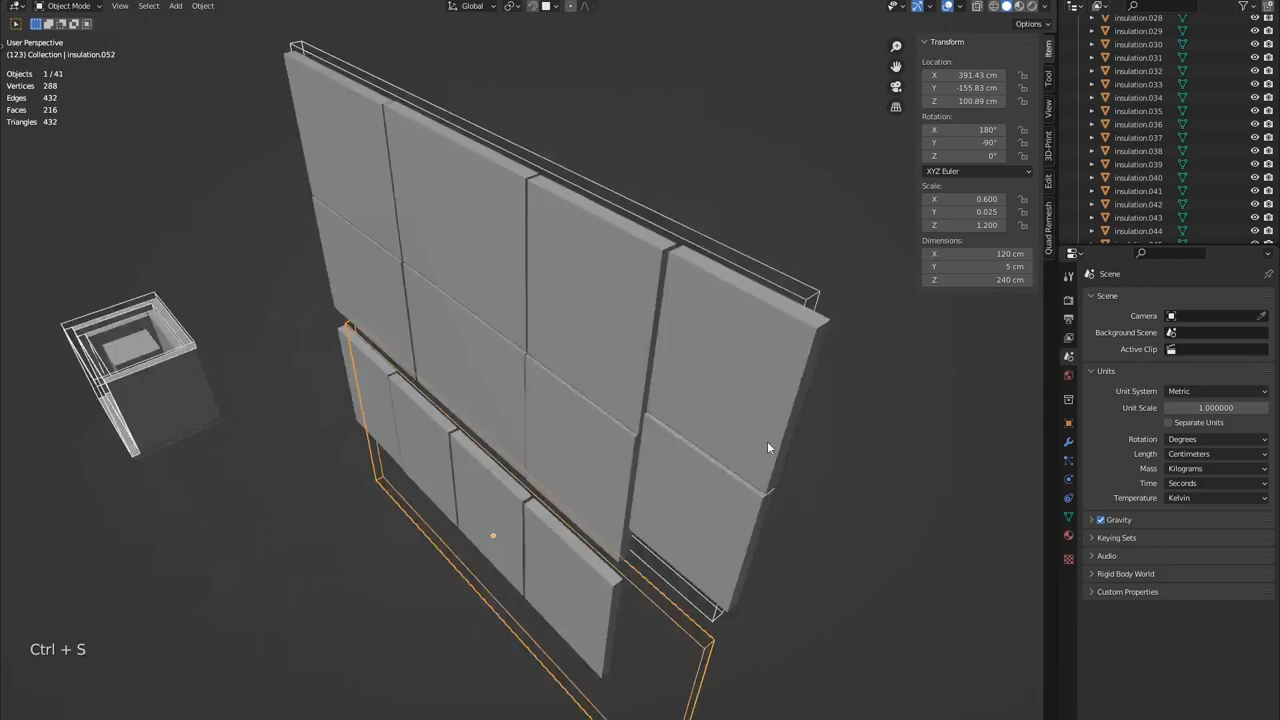 Object Mode
View
Select
Add
Object
Global
Options
User Perspective
(123) Collection | insulation.052
Objects 1 / 41
Vertices 288
Edges 432
Faces 216
Triangles 432
Transform
Location:
X 391.43 cm
Y -155.83 cm
Z 100.89 cm
Rotation:
X 180°
Y -90°
Z 0°
XYZ Euler
Scale:
X 0.600
Y 0.025
Z 1.200
Dimensions:
X 120 cm
Y 5 cm
Z 240 cm
Item
Tool
View
3D-Print
Edit
Quad Remesh
insulation.028
insulation.029
insulation.030
insulation.031
insulation.032
insulation.033
insulation.034
insulation.035
insulation.036
insulation.037
insulation.038
insulation.039
insulation.040
insulation.041
insulation.042
insulation.043
insulation.044
Scene
Scene
Camera
Background Scene
Active Clip
Units
Unit System Metric
Unit Scale 1.000000
Separate Units
Rotation Degrees
Length Centimeters
Mass Kilograms
Time Seconds
Temperature Kelvin
Gravity
Keying Sets
Audio
Rigid Body World
Custom Properties
Ctrl + S